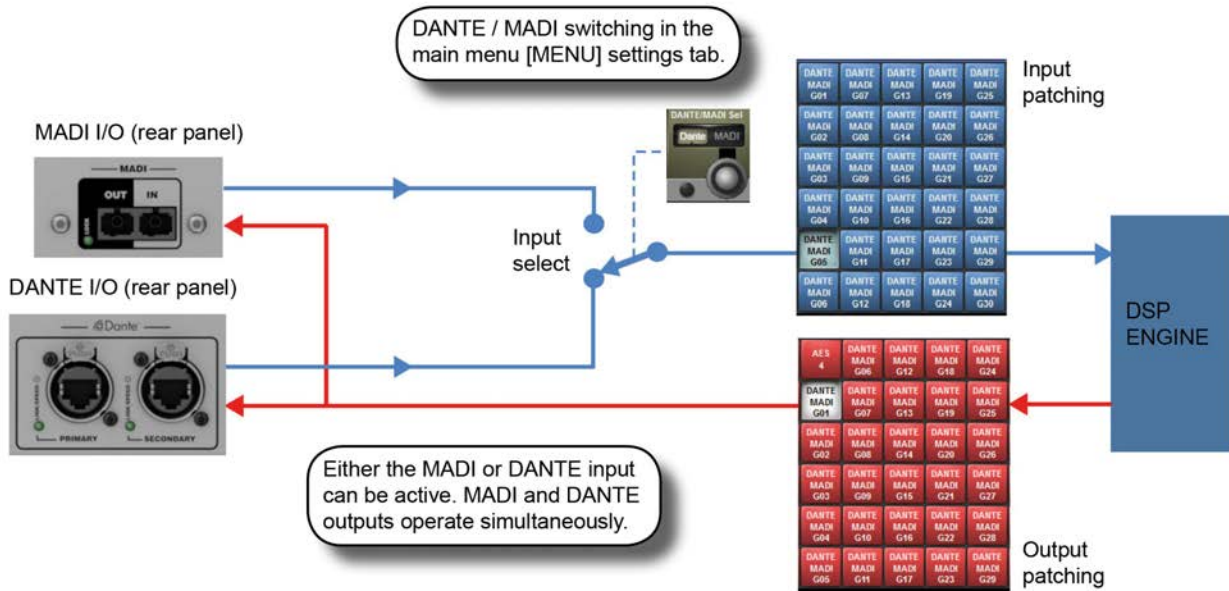 DANTE / MADI switching in the
main menu [MENU] settings tab.
MADI I/O (rear panel)
MADI
OUT
IN
LOCK
DANTE I/O (rear panel)
Dante
LINK SPEED
LINK SPEED
PRIMARY
SECONDARY
DANTE/MADI Sel
Dante MADI
Input
select
Input
patching
DANTE DANTE DANTE DANTE DANTE
MADI MADI MADI MADI MADI
G01 G07 G13 G19 G25
DANTE DANTE DANTE DANTE DANTE
MADI MADI MADI MADI MADI
G02 G08 G14 G20 G26
DANTE DANTE DANTE DANTE DANTE
MADI MADI MADI MADI MADI
G03 G09 G15 G21 G27
DANTE DANTE DANTE DANTE DANTE
MADI MADI MADI MADI MADI
G04 G10 G16 G22 G28
DANTE DANTE DANTE DANTE DANTE
MADI MADI MADI MADI MADI
G05 G11 G17 G23 G29
DANTE DANTE DANTE DANTE DANTE
MADI MADI MADI MADI MADI
G06 G12 G18 G24 G30
DSP
ENGINE
AES DANTE DANTE DANTE DANTE
4 MADI MADI MADI MADI
G06 G12 G18 G24
DANTE DANTE DANTE DANTE DANTE
MADI MADI MADI MADI MADI
G01 G07 G13 G19 G25
DANTE DANTE DANTE DANTE DANTE
MADI MADI MADI MADI MADI
G02 G08 G14 G20 G26
DANTE DANTE DANTE DANTE DANTE
MADI MADI MADI MADI MADI
G03 G09 G15 G21 G27
DANTE DANTE DANTE DANTE DANTE
MADI MADI MADI MADI MADI
G04 G10 G16 G22 G28
DANTE DANTE DANTE DANTE DANTE
MADI MADI MADI MADI MADI
G05 G11 G17 G23 G29
Output
patching
Either the MADI or DANTE input
can be active. MADI and DANTE
outputs operate simultaneously.